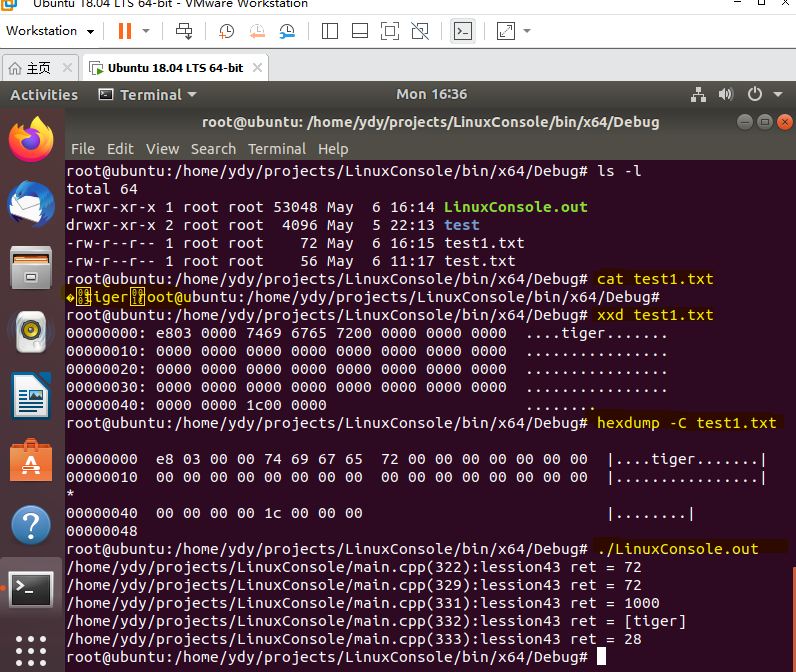 Ubuntu 18.04 LTS 64-bit - VMware Workstation
Workstation
主页
Ubuntu 18.04 LTS 64-bit
Activities Terminal Mon 16:36
root@ubuntu: /home/ydy/projects/LinuxConsole/bin/x64/Debug
File Edit View Search Terminal Help
root@ubuntu:/home/ydy/projects/LinuxConsole/bin/x64/Debug# ls -l
total 64
-rwxr-xr-x 1 root root 53048 May  6 16:14 LinuxConsole.out
drwxr-xr-x 2 root root  4096 May  5 22:13 test
-rw-r--r-- 1 root root    72 May  6 16:15 test1.txt
-rw-r--r-- 1 root root    56 May  6 11:17 test.txt
root@ubuntu:/home/ydy/projects/LinuxConsole/bin/x64/Debug# cat test1.txt
�tigeroot@ubuntu:/home/ydy/projects/LinuxConsole/bin/x64/Debug#
root@ubuntu:/home/ydy/projects/LinuxConsole/bin/x64/Debug# xxd test1.txt
00000000: e803 0000 7469 6765 7200 0000 0000 0000  ....tiger.......
00000010: 0000 0000 0000 0000 0000 0000 0000 0000  ................
00000020: 0000 0000 0000 0000 0000 0000 0000 0000  ................
00000030: 0000 0000 0000 0000 0000 0000 0000 0000  ................
00000040: 0000 0000 1c00 0000                      ........
root@ubuntu:/home/ydy/projects/LinuxConsole/bin/x64/Debug# hexdump -C test1.txt
00000000  e8 03 00 00 74 69 67 65  72 00 00 00 00 00 00 00  |....tiger.......|
00000010  00 00 00 00 00 00 00 00  00 00 00 00 00 00 00 00  |................|
*
00000040  00 00 00 00 1c 00 00 00                           |........|
00000048
root@ubuntu:/home/ydy/projects/LinuxConsole/bin/x64/Debug# ./LinuxConsole.out
/home/ydy/projects/LinuxConsole/main.cpp(322):lession43 ret = 72
/home/ydy/projects/LinuxConsole/main.cpp(329):lession43 ret = 72
/home/ydy/projects/LinuxConsole/main.cpp(331):lession43 ret = 1000
/home/ydy/projects/LinuxConsole/main.cpp(332):lession43 ret = [tiger]
/home/ydy/projects/LinuxConsole/main.cpp(333):lession43 ret = 28
root@ubuntu:/home/ydy/projects/LinuxConsole/bin/x64/Debug#